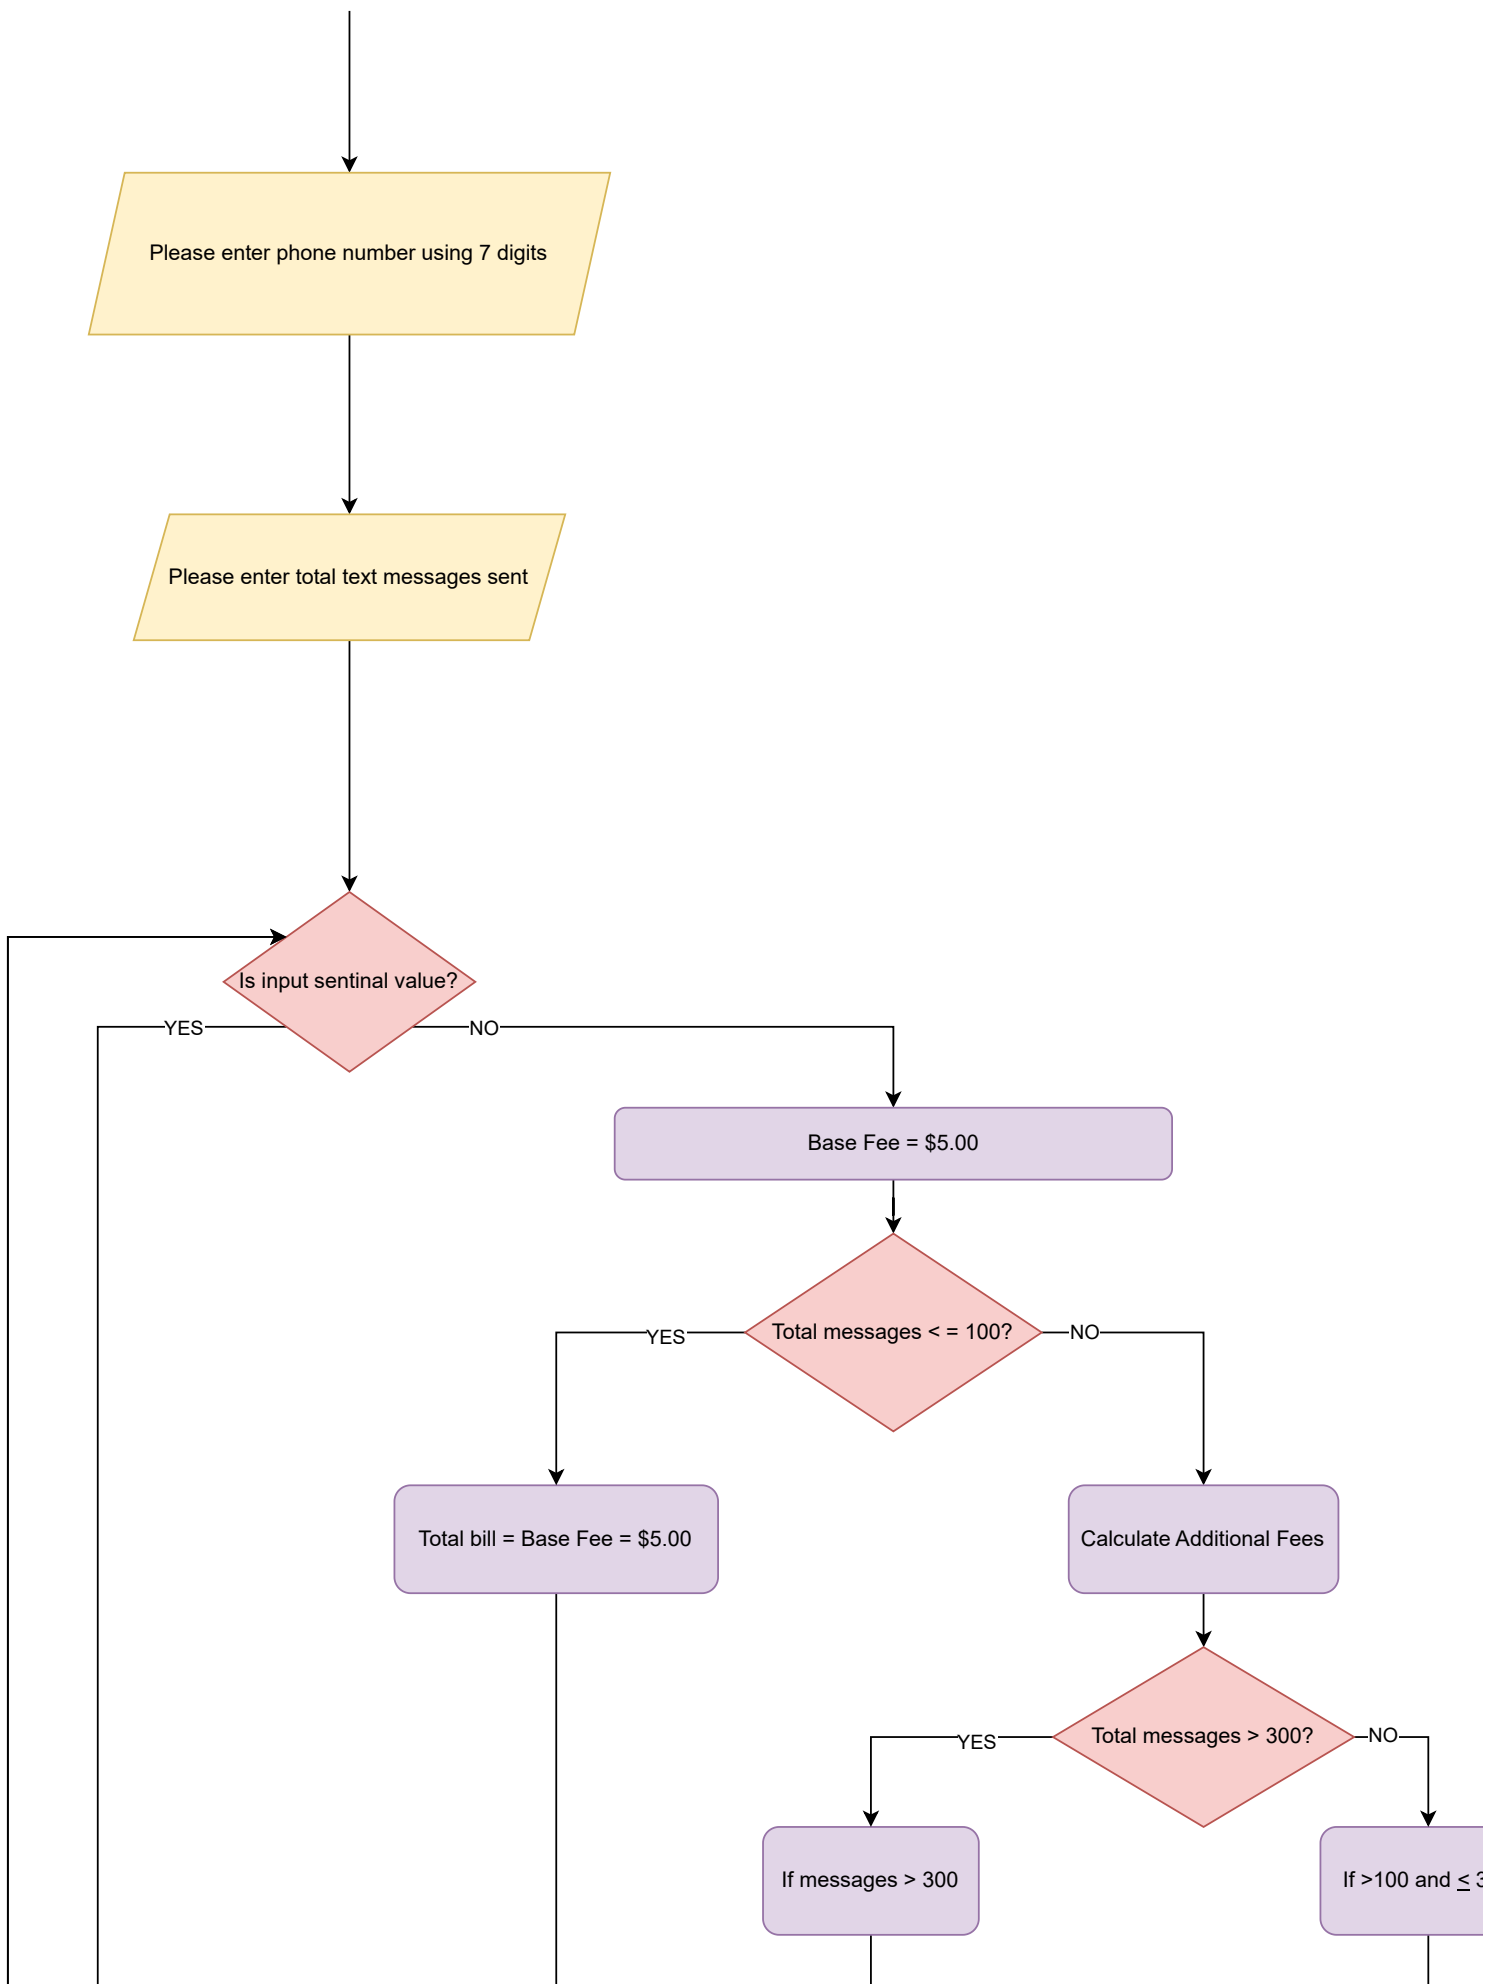 Please enter phone number using 7 digits
Please enter total text messages sent
Is input sentinal value?
YES
NO
Base Fee = $5.00
Total messages < = 100?
YES
NO
Total bill = Base Fee = $5.00
Calculate Additional Fees
Total messages > 300?
YES
NO
If messages > 300
If >100 and <